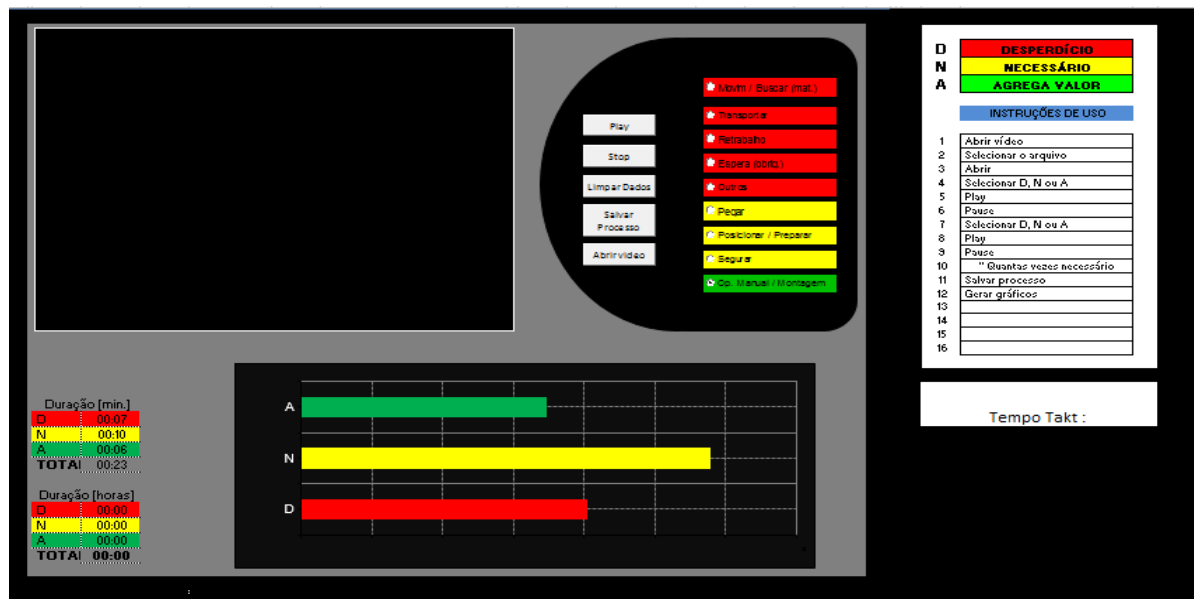 Play
Stop
Limpar Dados
Salvar
Processo
Abrir video
Movim / Buscar (mat.)
Transportar
Retrabalho
Espera (obrig.)
Outros
Pegar
Posicionar / Preparar
Segurar
Op. Manual / Montagem
D DESPERDÍCIO
N NECESSÁRIO
A AGREGA VALOR
INSTRUÇÕES DE USO
1 Abrir vídeo
2 Selecionar o arquivo
3 Abrir
4 Selecionar D, N ou A
5 Play
6 Pause
7 Selecionar D, N ou A
8 Play
9 Pause
10 " Quantas vezes necessário
11 Salvar processo
12 Gerar gráficos
13
14
15
16
Tempo Takt :
Duração [min.]
D 00:07
N 00:10
A 00:06
TOTAl 00:23
Duração [horas]
D 00:00
N 00:00
A 00:00
TOTAl 00:00
A
N
D